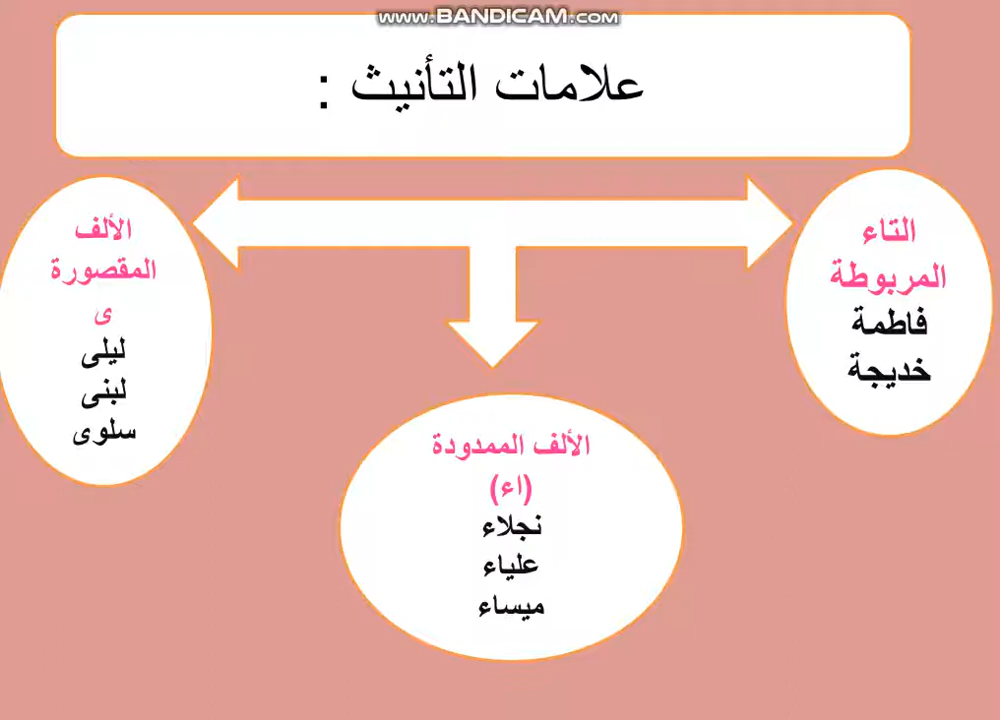 www.BANDICAM.com
علامات التأنيث :
التاء
المربوطة
فاطمة
خديجة
الألف الممدودة
(اء)
نجلاء
علياء
ميساء
الألف
المقصورة
ى
ليلى
لبنى
سلوى